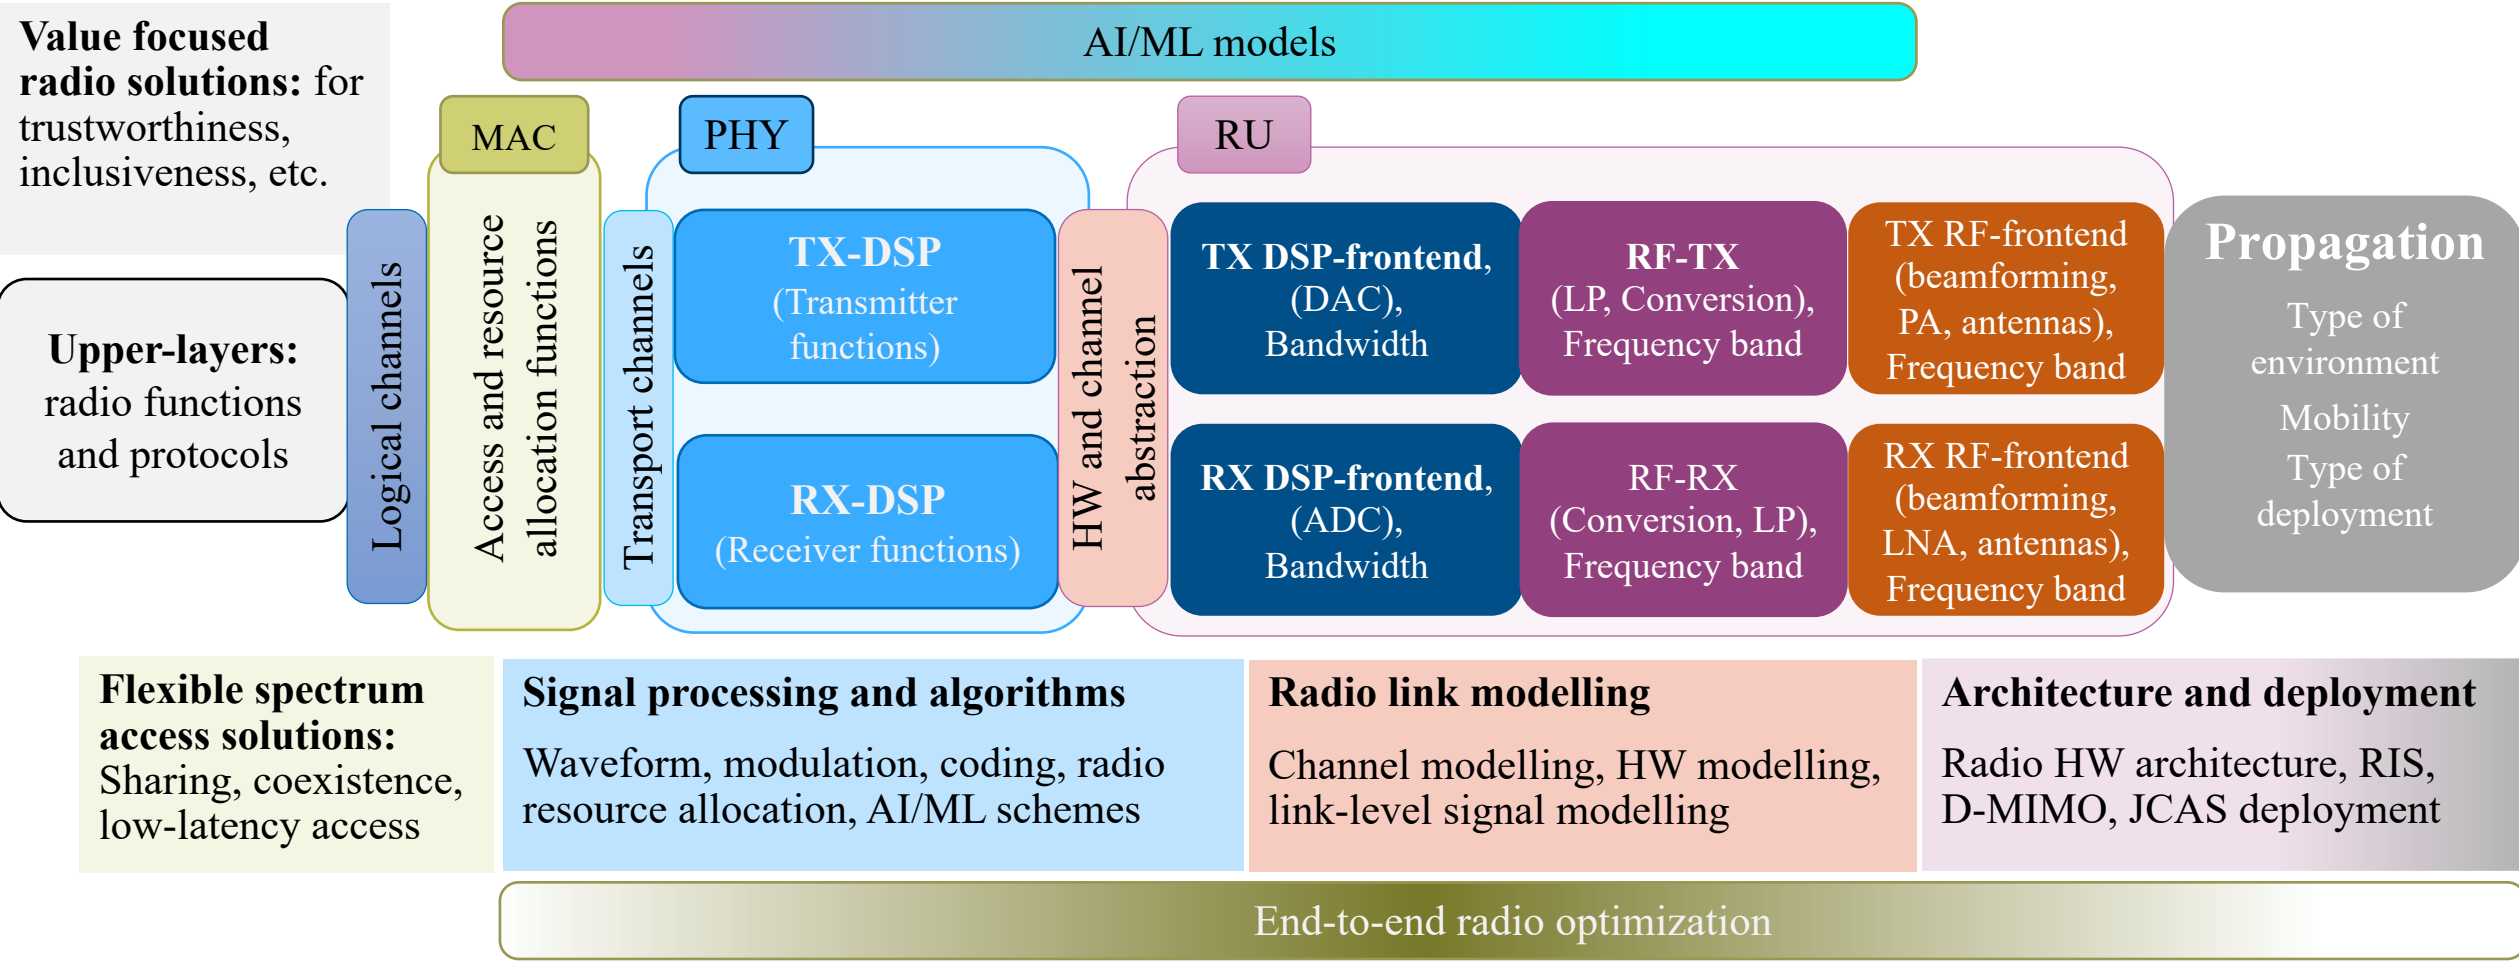 Value focused
radio solutions: for
trustworthiness,
inclusiveness, etc.
AI/ML models
MAC
PHY
RU
Upper-layers:
radio functions
and protocols
Logical channels
Access and resource
allocation functions
Transport channels
TX-DSP
(Transmitter
functions)
RX-DSP
(Receiver functions)
HW and channel
abstraction
TX DSP-frontend,
(DAC),
Bandwidth
RF-TX
(LP, Conversion),
Frequency band
TX RF-frontend
(beamforming,
PA, antennas),
Frequency band
RX DSP-frontend,
(ADC),
Bandwidth
RF-RX
(Conversion, LP),
Frequency band
RX RF-frontend
(beamforming,
LNA, antennas),
Frequency band
Propagation
Type of
environment
Mobility
Type of
deployment
Flexible spectrum
access solutions:
Sharing, coexistence,
low-latency access
Signal processing and algorithms
Waveform, modulation, coding, radio
resource allocation, AI/ML schemes
Radio link modelling
Channel modelling, HW modelling,
link-level signal modelling
Architecture and deployment
Radio HW architecture, RIS,
D-MIMO, JCAS deployment
End-to-end radio optimization